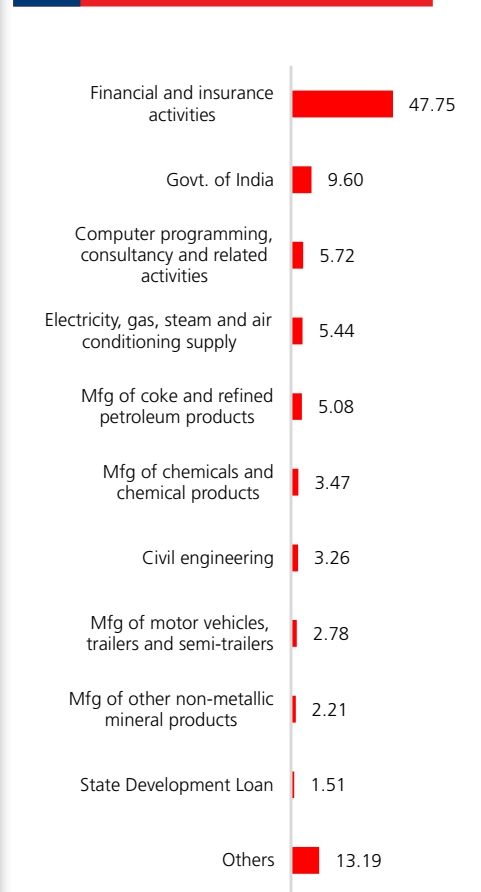 Financial and insurance
activities
47.75
Govt. of India
9.60
Computer programming,
consultancy and related
activities
5.72
Electricity, gas, steam and air
conditioning supply
5.44
Mfg of coke and refined
petroleum products
5.08
Mfg of chemicals and
chemical products
3.47
Civil engineering
3.26
Mfg of motor vehicles,
trailers and semi-trailers
2.78
Mfg of other non-metallic
mineral products
2.21
State Development Loan
1.51
Others
13.19